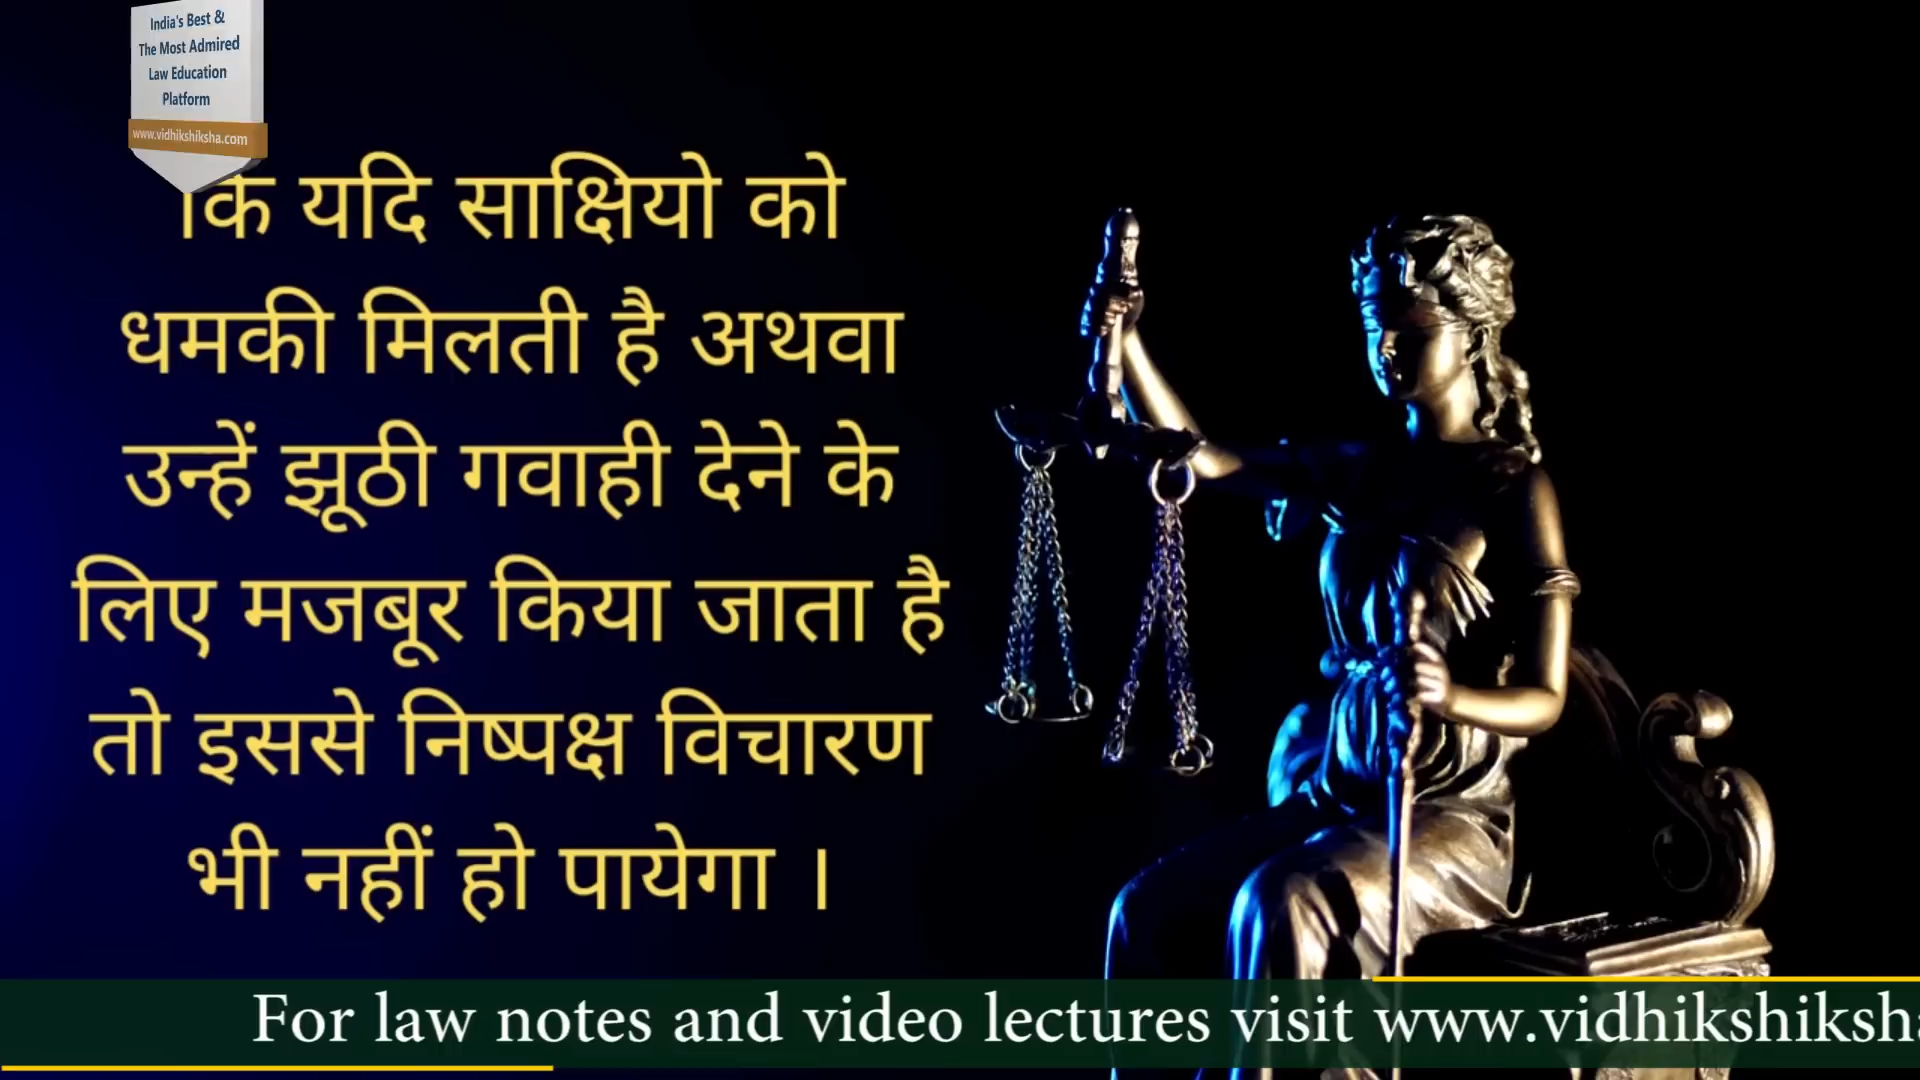 India's Best &
The Most Admired
Law Education
Platform
www.vidhikshiksha.com
कि यदि साक्षियो को
धमकी मिलती है अथवा
उन्हें झूठी गवाही देने के
लिए मजबूर किया जाता है
तो इससे निष्पक्ष विचारण
भी नहीं हो पायेगा ।
For law notes and video lectures visit www.vidhikshiksha